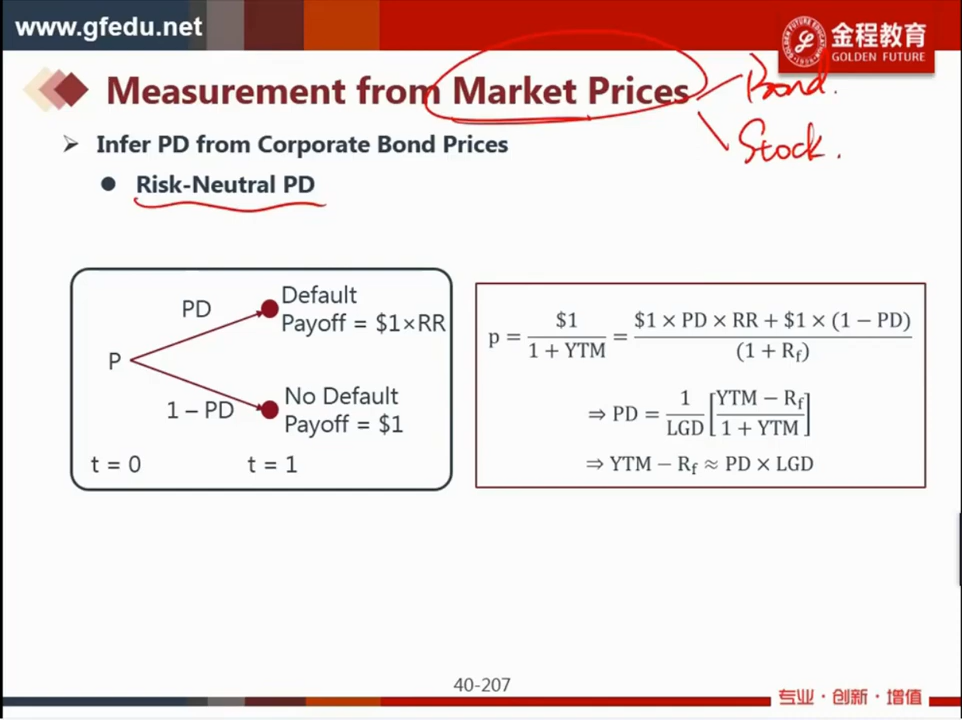 www.gfedu.net
金程教育
GOLDEN FUTURE
Measurement from Market Prices
Bond.
Stock.
➤ Infer PD from Corporate Bond Prices
● Risk-Neutral PD
PD
Default
Payoff = $1×RR
P
1 – PD
No Default
Payoff = $1
t = 0 t = 1
p = $1 / (1 + YTM) = ($1 × PD × RR + $1 × (1 − PD)) / (1 + R_f)
⇒ PD = 1/LGD [(YTM − R_f) / (1 + YTM)]
⇒ YTM − R_f ≈ PD × LGD
40-207
专业·创新·增值